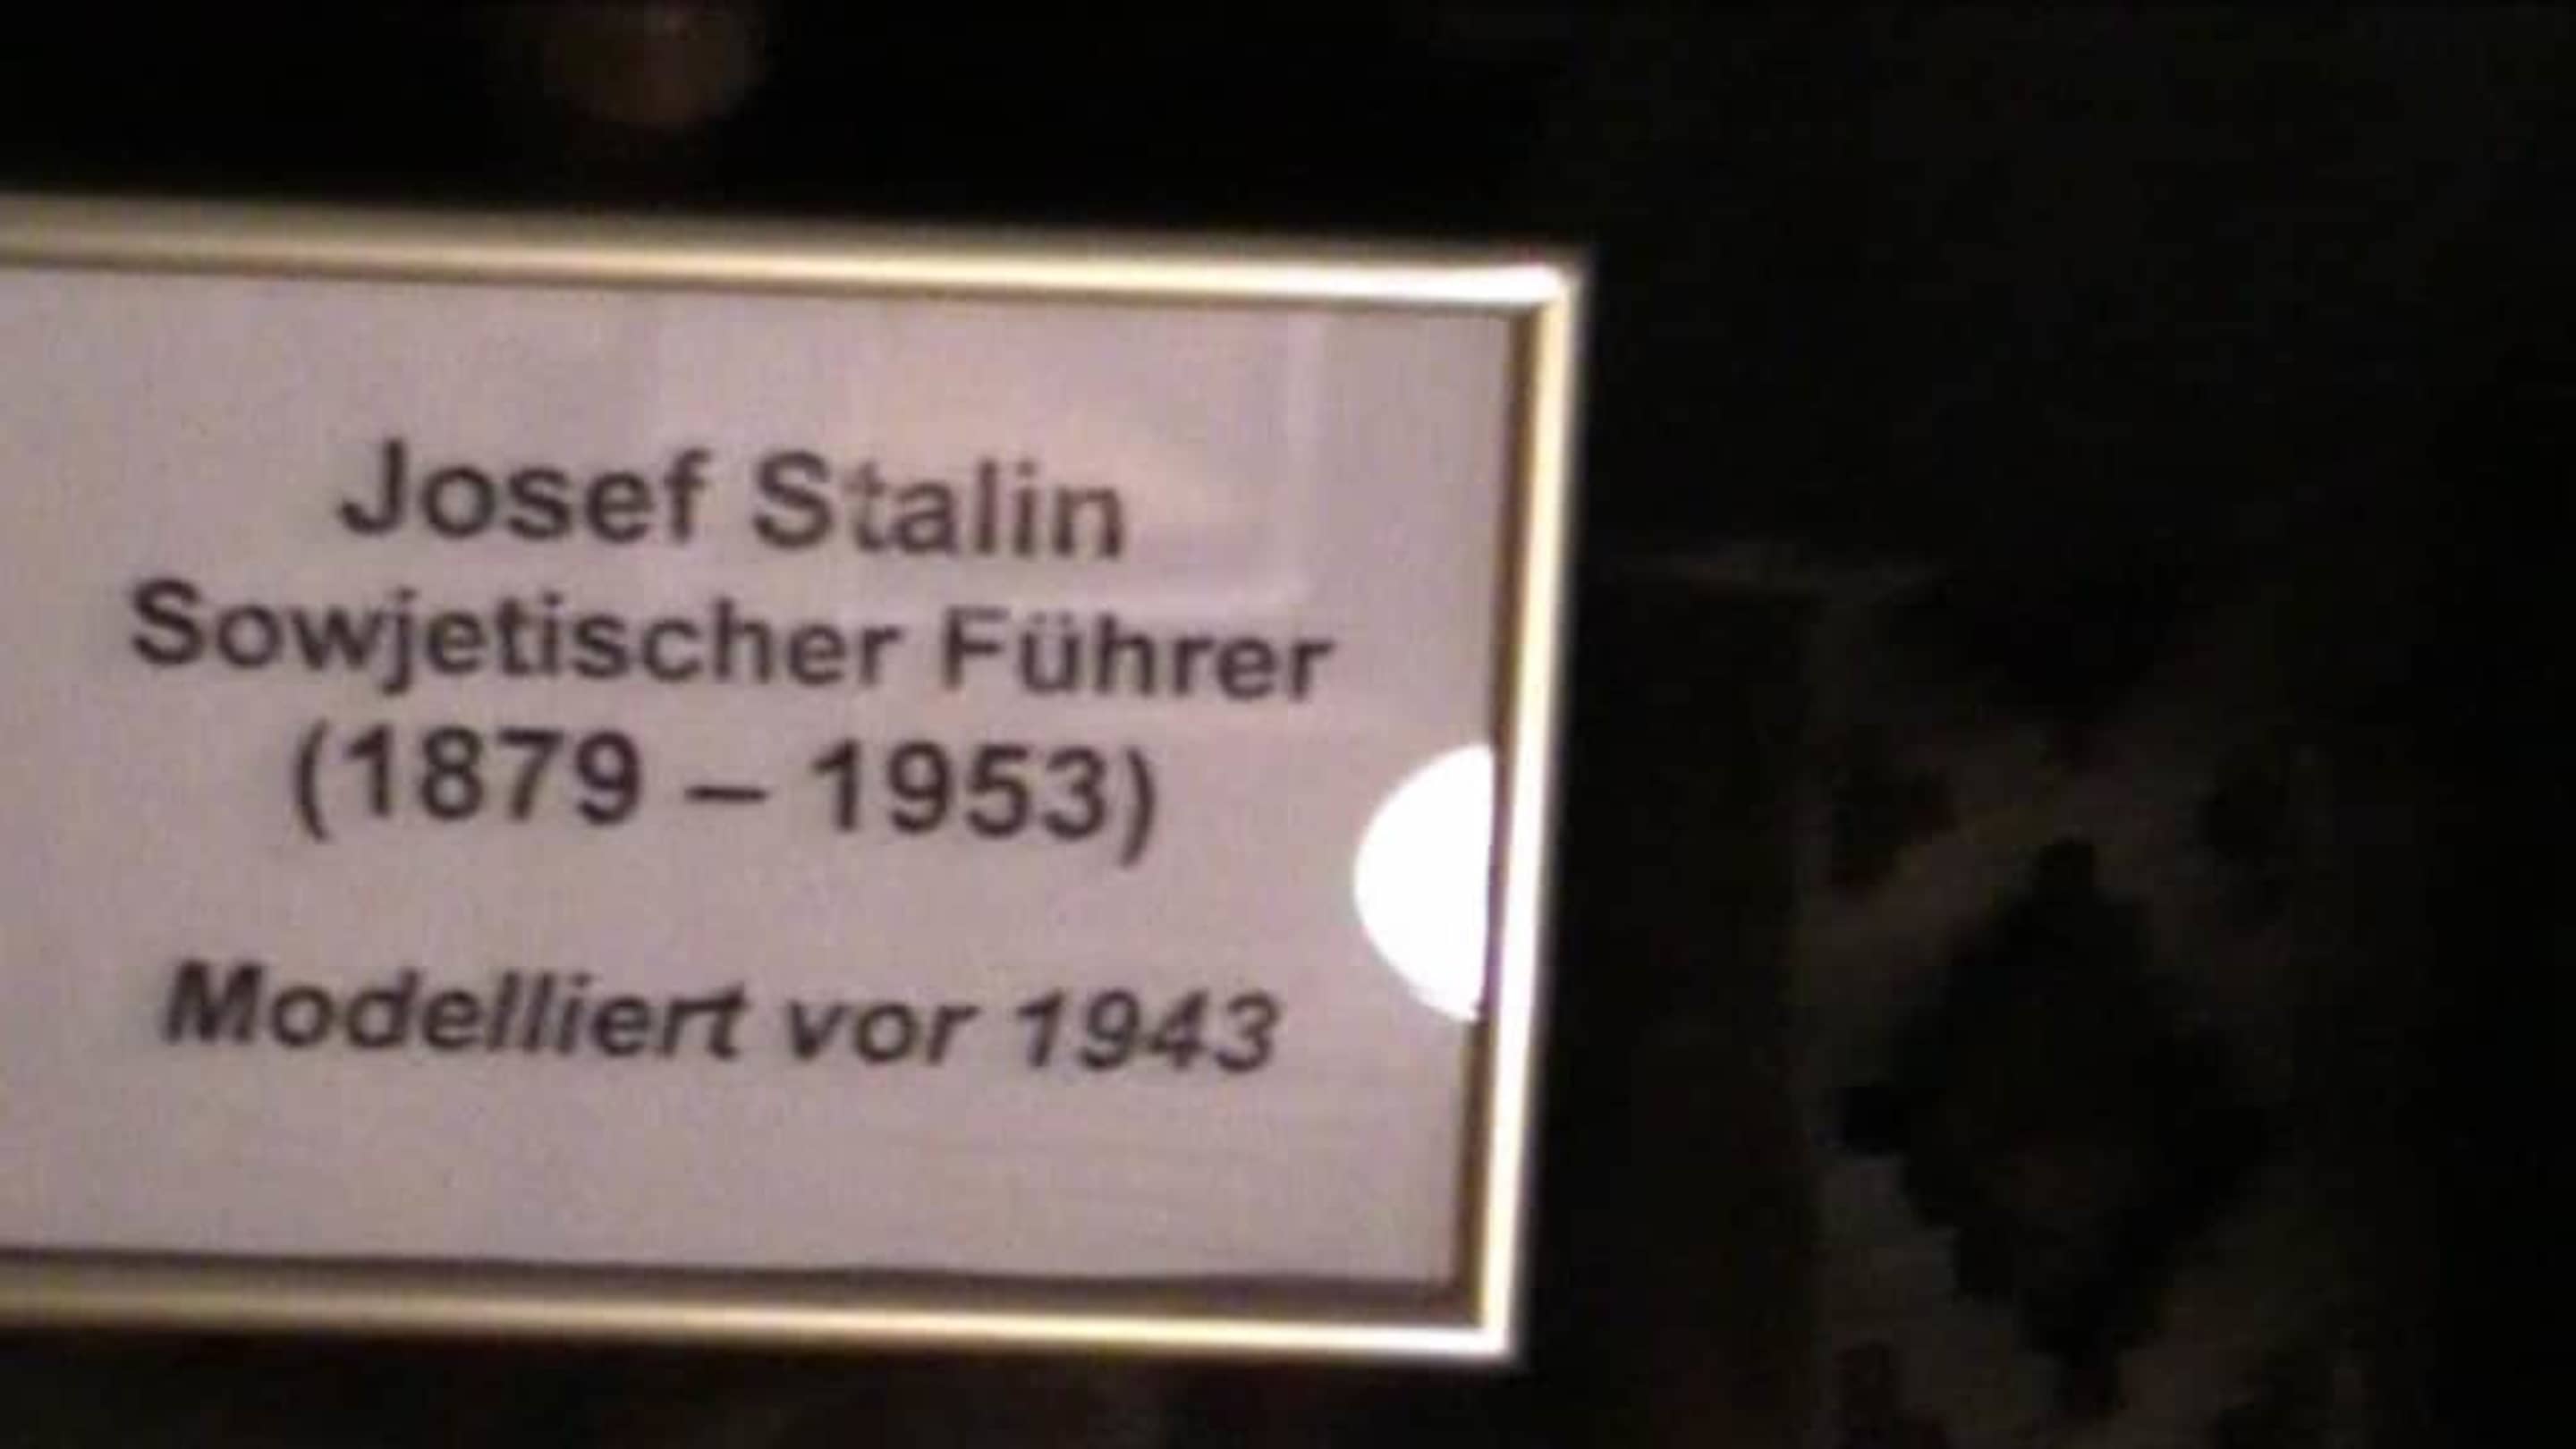 Josef Stalin
Sowjetischer Führer
(1879 – 1953)
Modelliert vor 1943